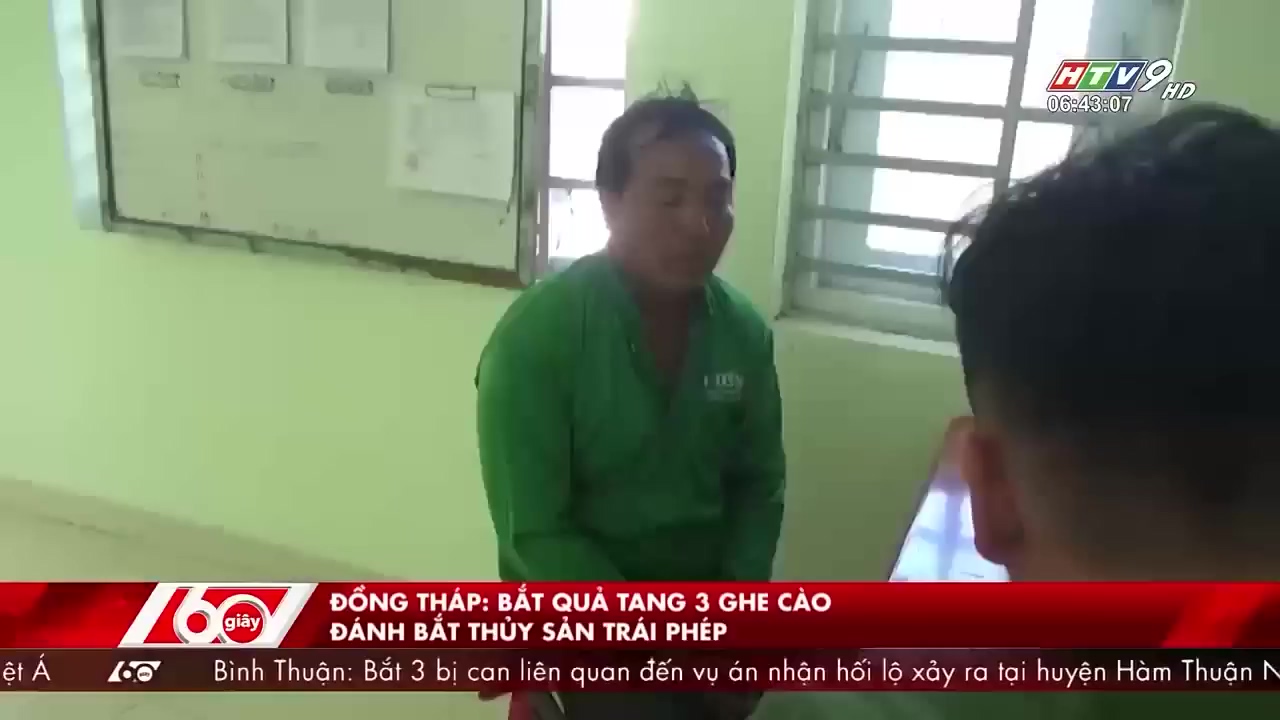 HTV9 HD
06:43:07
60 giây
ĐỒNG THÁP: BẮT QUẢ TANG 3 GHE CÀO
ĐÁNH BẮT THỦY SẢN TRÁI PHÉP
ệt Á 60 Bình Thuận: Bắt 3 bị can liên quan đến vụ án nhận hối lộ xảy ra tại huyện Hàm Thuận N